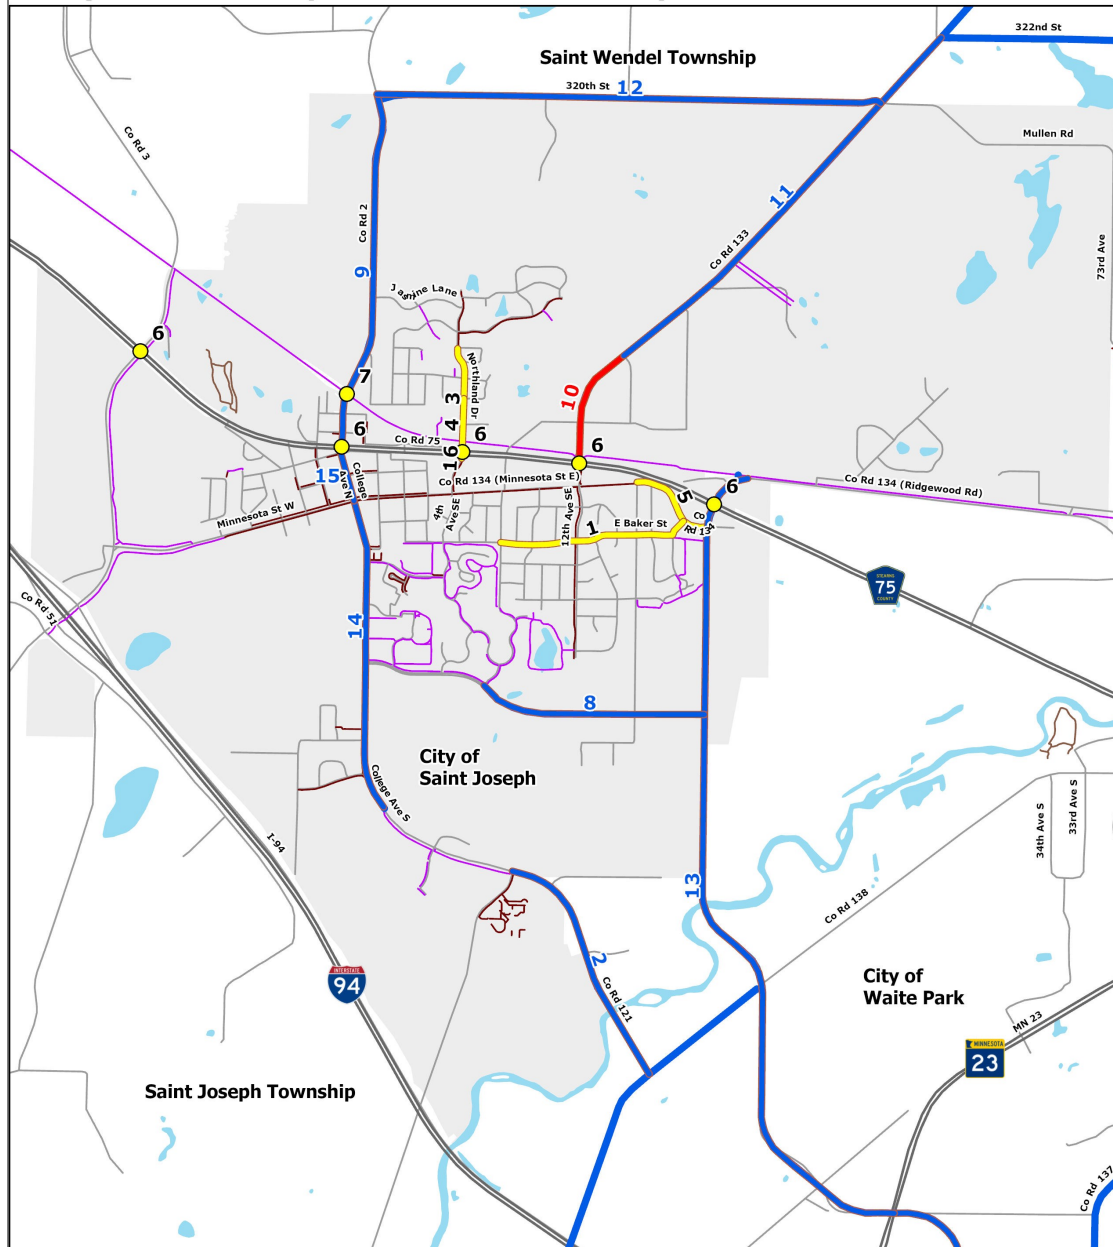 322nd St
Saint Wendel Township
320th St
12
Co Rd 3
Mullen Rd
11
Co Rd 2
Co Rd 133
73rd Ave
9
Jasmine Lane
6
7
Northland Dr
3
10
4
6
Co Rd 75
6
6
16
15
College
Ave N
Co Rd 134 (Minnesota St E)
6
Co Rd 134 (Ridgewood Rd)
5
Minnesota St W
4th
Ave SE
12th Ave SE
1
E Baker St
Co
Rd 134
STEARNS
75
COUNTY
Co Rd 51
14
8
City of
Saint Joseph
College Ave S
I-94
34th Ave S
33rd Ave S
13
Co Rd 138
2
Co Rd 121
INTERSTATE
94
City of
Waite Park
MN 23
MINNESOTA
23
Saint Joseph Township
Co Rd 137